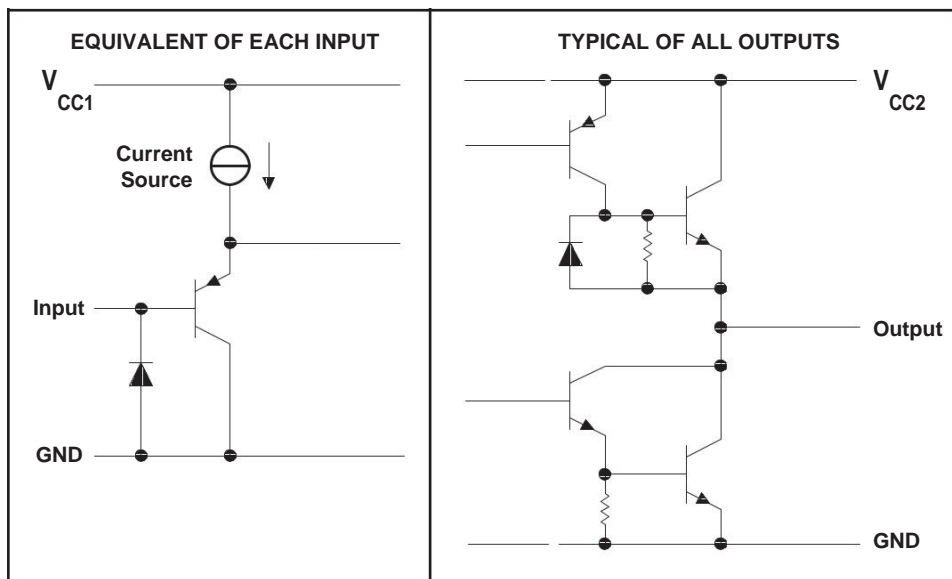 EQUIVALENT OF EACH INPUT
V
CC1
Current
Source
Input
GND
TYPICAL OF ALL OUTPUTS
V
CC2
Output
GND